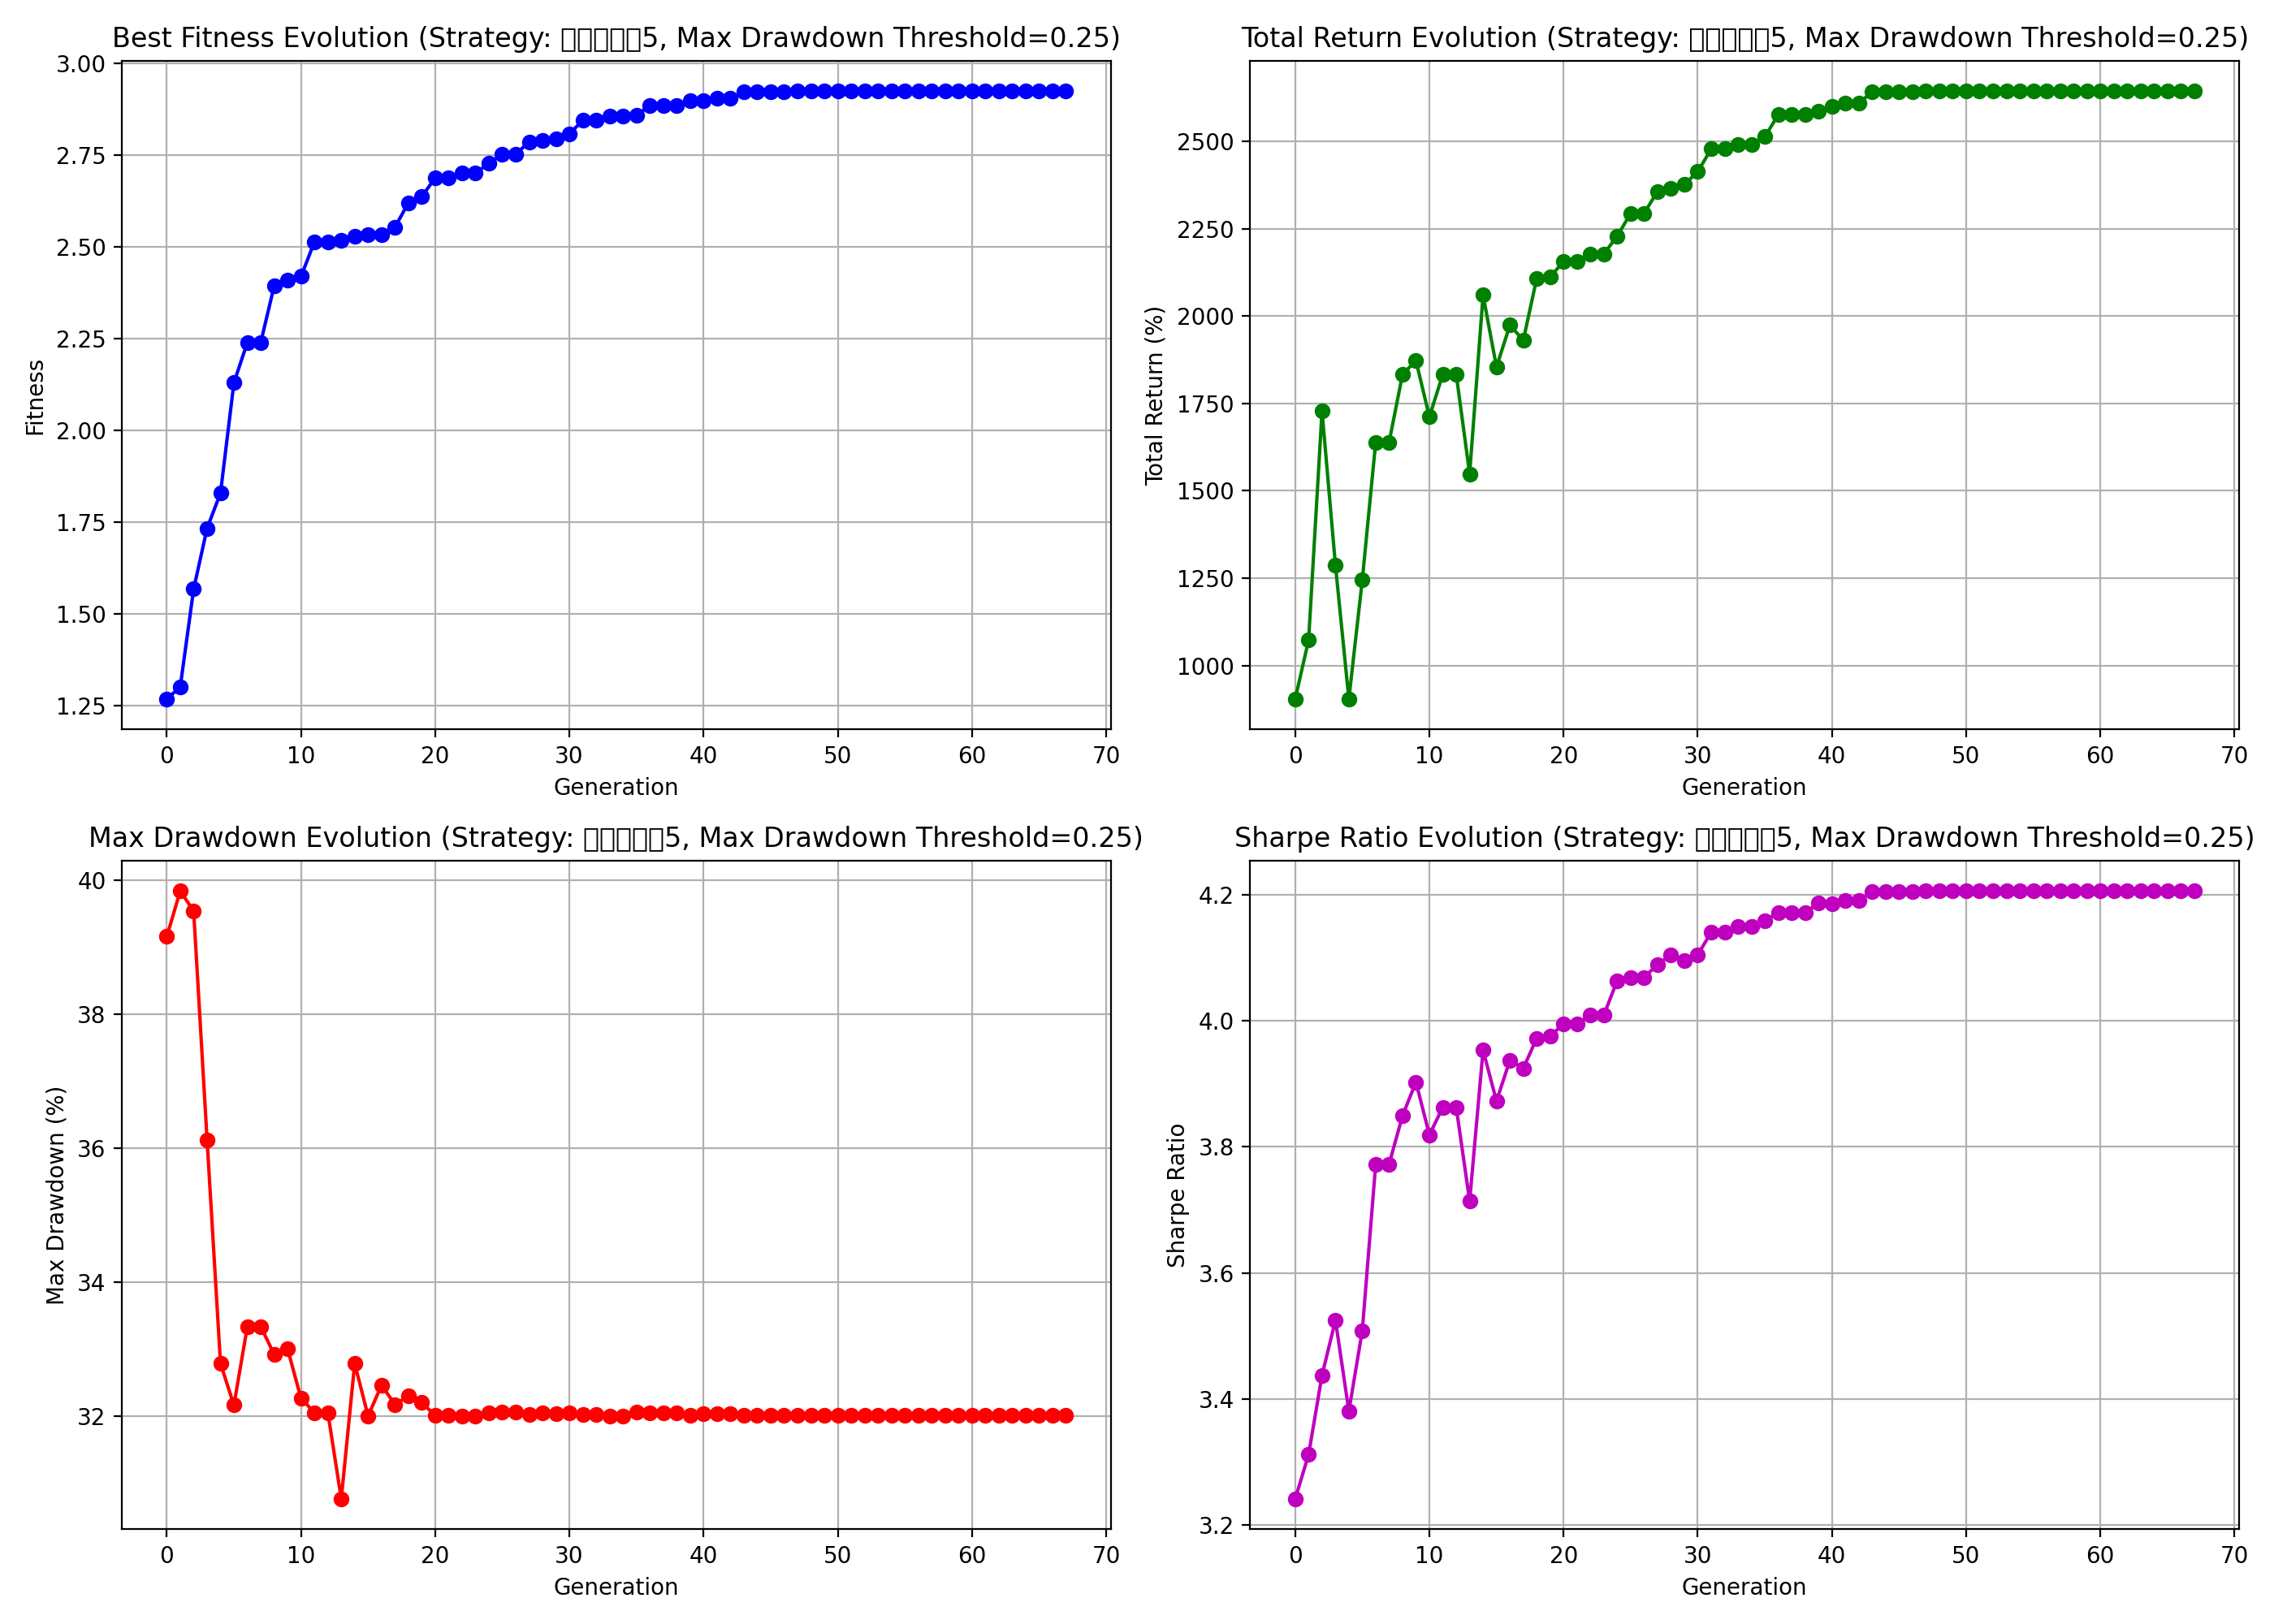 Best Fitness Evolution (Strategy: □□□□□5, Max Drawdown Threshold=0.25)
3.00
2.75
2.50
2.25
2.00
1.75
1.50
1.25
Fitness
0 10 20 30 40 50 60 70
Generation
Total Return Evolution (Strategy: □□□□□5, Max Drawdown Threshold=0.25)
2500
2250
2000
1750
1500
1250
1000
Total Return (%)
0 10 20 30 40 50 60 70
Generation
Max Drawdown Evolution (Strategy: □□□□□5, Max Drawdown Threshold=0.25)
40
38
36
34
32
Max Drawdown (%)
0 10 20 30 40 50 60 70
Generation
Sharpe Ratio Evolution (Strategy: □□□□□5, Max Drawdown Threshold=0.25)
4.2
4.0
3.8
3.6
3.4
3.2
Sharpe Ratio
0 10 20 30 40 50 60 70
Generation